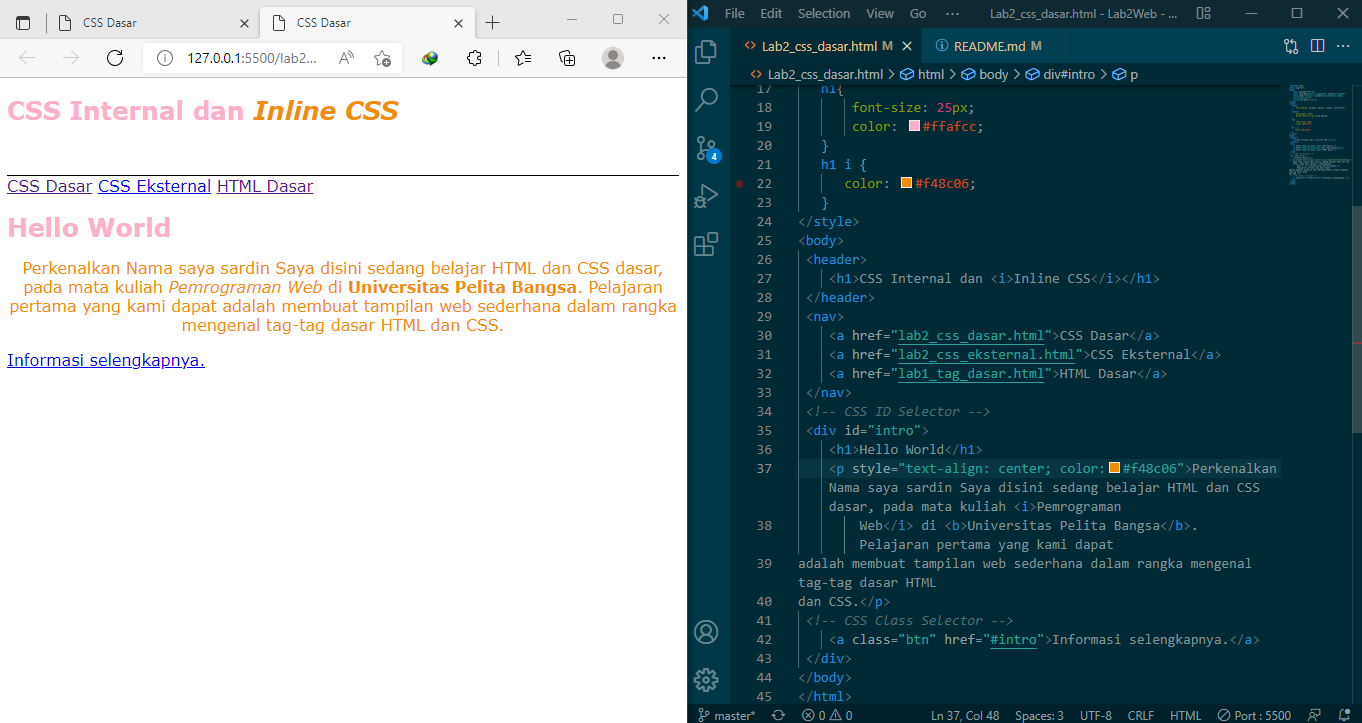 CSS Dasar
CSS Dasar
127.0.0.1:5500/lab2...
CSS Internal dan Inline CSS
CSS Dasar CSS Eksternal HTML Dasar
Hello World
Perkenalkan Nama saya sardin Saya disini sedang belajar HTML dan CSS dasar,
pada mata kuliah Pemrograman Web di Universitas Pelita Bangsa. Pelajaran
pertama yang kami dapat adalah membuat tampilan web sederhana dalam rangka
mengenal tag-tag dasar HTML dan CSS.
Informasi selengkapnya.
File Edit Selection View Go ··· Lab2_css_dasar.html - Lab2Web - ...
Lab2_css_dasar.html M README.md M
Lab2_css_dasar.html > html > body > div#intro > p
4
17 h1{
18 font-size: 25px;
19 color: #ffafcc;
20 }
21 h1 i {
22 color: #f48c06;
23 }
24 </style>
25 <body>
26 <header>
27 <h1>CSS Internal dan <i>Inline CSS</i></h1>
28 </header>
29 <nav>
30 <a href="lab2_css_dasar.html">CSS Dasar</a>
31 <a href="lab2_css_eksternal.html">CSS Eksternal</a>
32 <a href="lab1_tag_dasar.html">HTML Dasar</a>
33 </nav>
34 <!-- CSS ID Selector -->
35 <div id="intro">
36 <h1>Hello World</h1>
37 <p style="text-align: center; color: #f48c06">Perkenalkan
Nama saya sardin Saya disini sedang belajar HTML dan CSS
dasar, pada mata kuliah <i>Pemrograman
38 Web</i> di <b>Universitas Pelita Bangsa</b>.
Pelajaran pertama yang kami dapat
39 adalah membuat tampilan web sederhana dalam rangka mengenal
tag-tag dasar HTML
40 dan CSS.</p>
41 <!-- CSS Class Selector -->
42 <a class="btn" href="#intro">Informasi selengkapnya.</a>
43 </div>
44 </body>
45 </html>
master* 0 0 Ln 37, Col 48 Spaces: 3 UTF-8 CRLF HTML Port : 5500